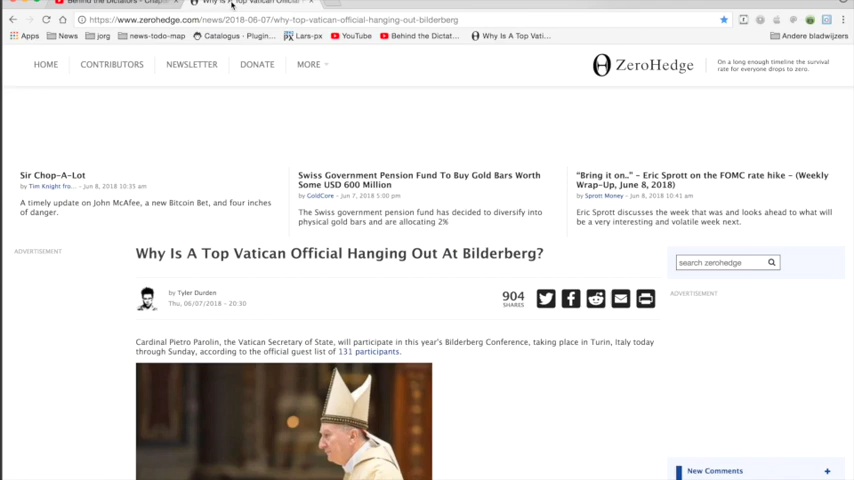 Behind the Dictators - Chapte
Why Is A Top Vatican Official
https://www.zerohedge.com/news/2018-06-07/why-top-vatican-official-hanging-out-bilderberg
Apps News jorg news-todo-map Catalogus - Plugin... Lars-px YouTube Behind the Dictat... Why Is A Top Vati... Andere bladwijzers
HOME CONTRIBUTORS NEWSLETTER DONATE MORE
ZeroHedge
On a long enough timeline the survival
rate for everyone drops to zero.
Sir Chop-A-Lot
by Tim Knight fro... - Jun 8, 2018 10:35 am
A timely update on John McAfee, a new Bitcoin Bet, and four inches
of danger.
Swiss Government Pension Fund To Buy Gold Bars Worth
Some USD 600 Million
by GoldCore - Jun 7, 2018 5:00 pm
The Swiss government pension fund has decided to diversify into
physical gold bars and are allocating 2%
“Bring it on..” - Eric Sprott on the FOMC rate hike - (Weekly
Wrap-Up, June 8, 2018)
by Sprott Money - Jun 8, 2018 10:41 am
Eric Sprott discusses the week that was and looks ahead to what will
be a very interesting and volatile week next.
ADVERTISEMENT
Why Is A Top Vatican Official Hanging Out At Bilderberg?
search zerohedge
by Tyler Durden
Thu, 06/07/2018 - 20:30
904
SHARES
ADVERTISEMENT
Cardinal Pietro Parolin, the Vatican Secretary of State, will participate in this year's Bilderberg Conference, taking place in Turin, Italy today
through Sunday, according to the official guest list of 131 participants.
New Comments +